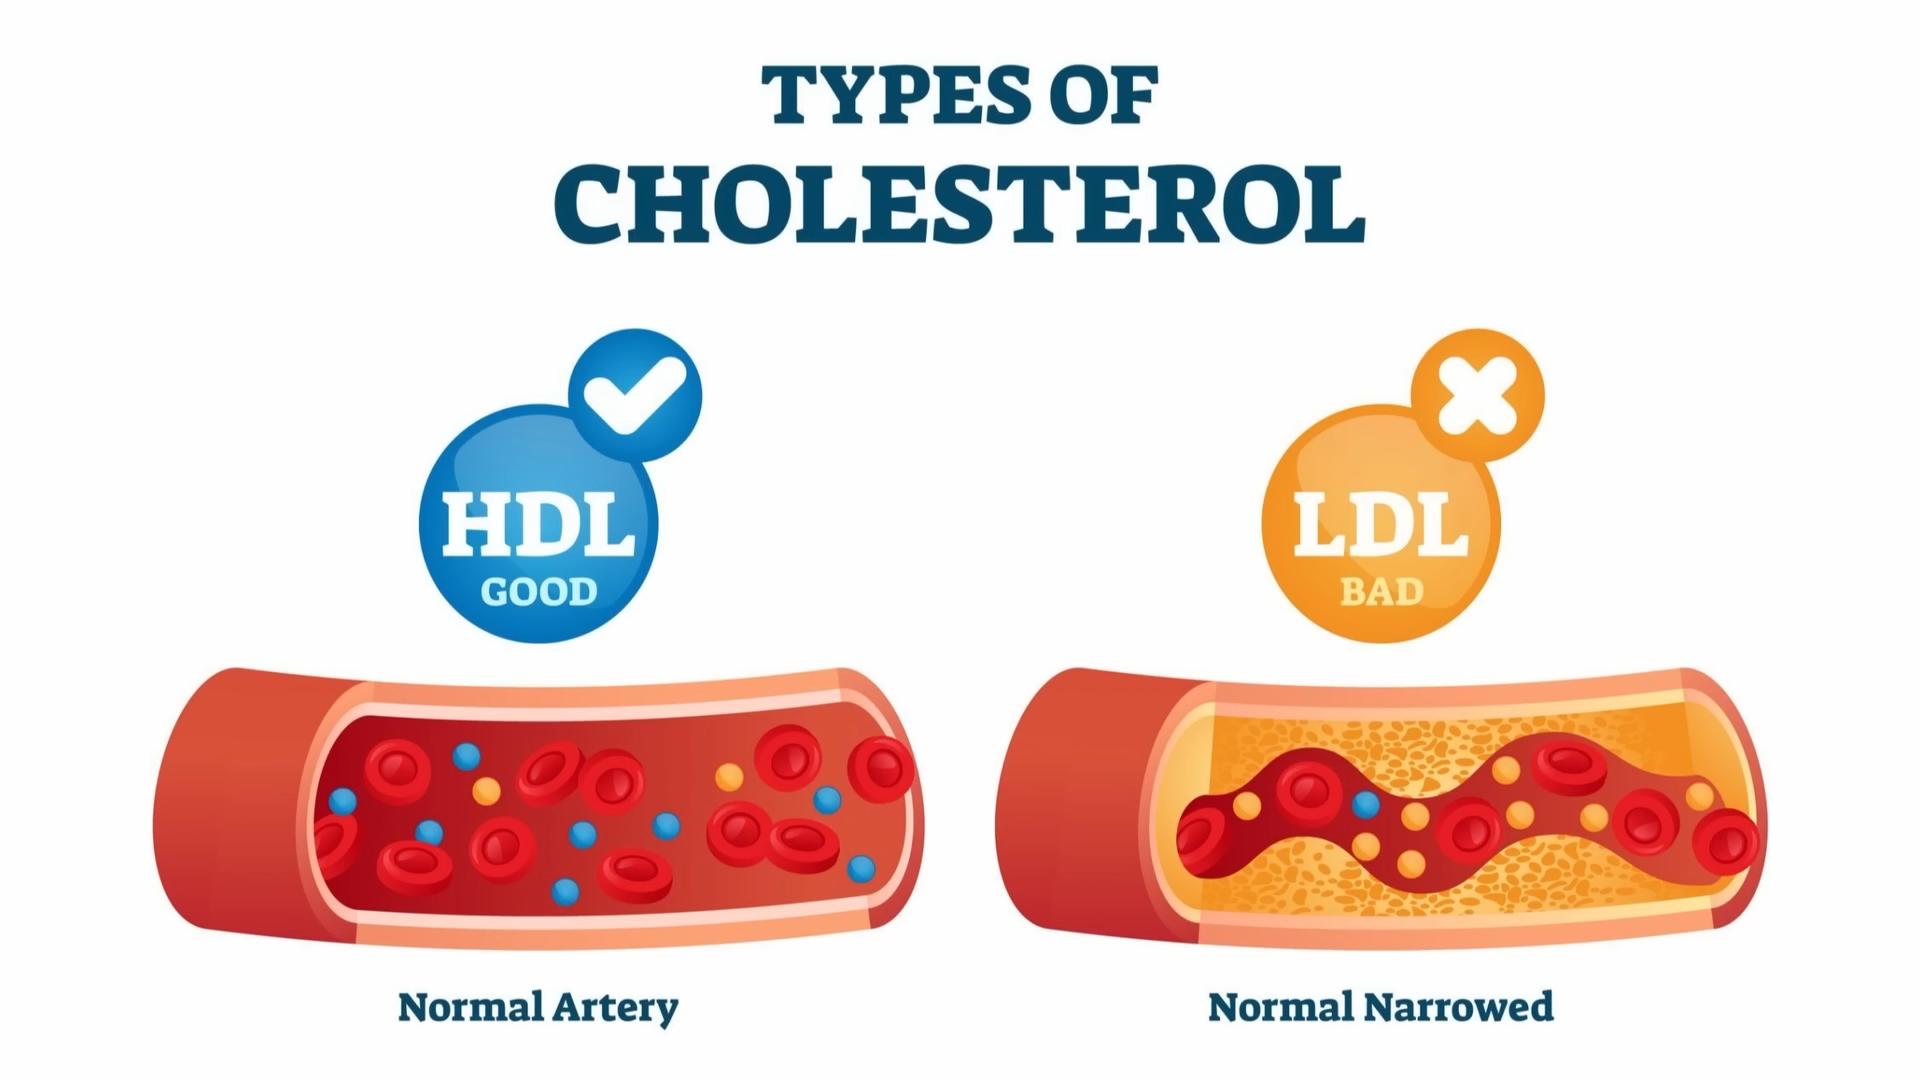 TYPES OF
CHOLESTEROL
HDL
GOOD
LDL
BAD
Normal Artery
Normal Narrowed